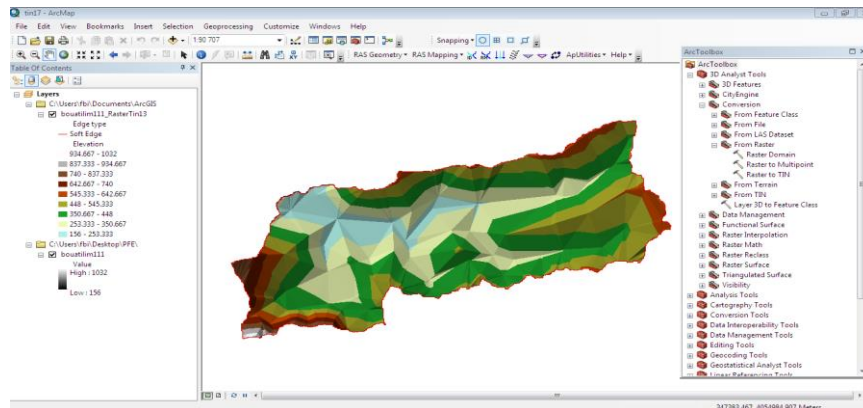 tin17 - ArcMap
File Edit View Bookmarks Insert Selection Geoprocessing Customize Windows Help
1:90 707
Snapping
RAS Geometry RAS Mapping ApUtilities Help
Table Of Contents
Layers
C:\Users\fbi\Documents\ArcGIS
bouatilim111_RasterTin13
Edge type
Soft Edge
Elevation
934.667 - 1032
837.333 - 934.667
740 - 837.333
642.667 - 740
545.333 - 642.667
448 - 545.333
350.667 - 448
253.333 - 350.667
156 - 253.333
C:\Users\fbi\Desktop\PFE\
bouatilim111
Value
High : 1032
Low : 156
ArcToolbox
ArcToolbox
3D Analyst Tools
3D Features
CityEngine
Conversion
From Feature Class
From File
From LAS Dataset
From Raster
Raster Domain
Raster to Multipoint
Raster to TIN
From Terrain
From TIN
Layer 3D to Feature Class
Data Management
Functional Surface
Raster Interpolation
Raster Math
Raster Reclass
Raster Surface
Triangulated Surface
Visibility
Analysis Tools
Cartography Tools
Conversion Tools
Data Interoperability Tools
Data Management Tools
Editing Tools
Geocoding Tools
Geostatistical Analyst Tools
Linear Referencing Tools
Meters